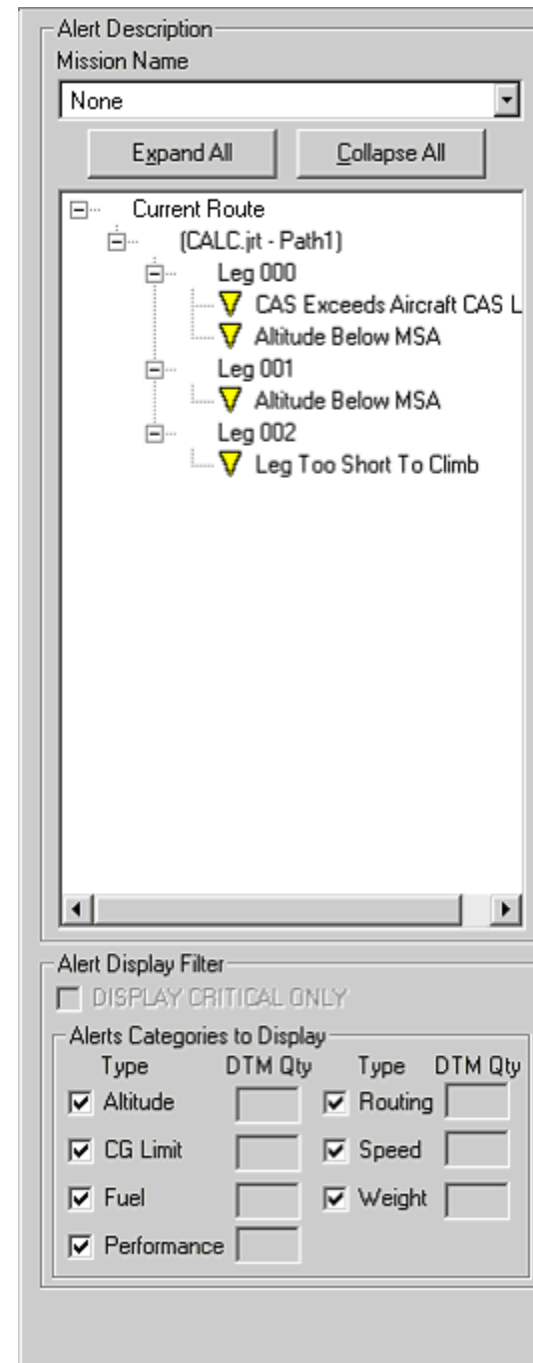 Alert Description
Mission Name
None
Expand All Collapse All
Current Route
(CALC.jrt - Path1)
Leg 000
CAS Exceeds Aircraft CAS L
Altitude Below MSA
Leg 001
Altitude Below MSA
Leg 002
Leg Too Short To Climb
Alert Display Filter
DISPLAY CRITICAL ONLY
Alerts Categories to Display
Type DTM Qty Type DTM Qty
Altitude Routing
CG Limit Speed
Fuel Weight
Performance